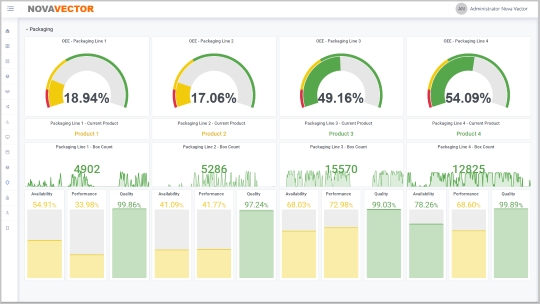 NOVAVECTOR
AN Administrator Nova Vector
Packaging
OEE - Packaging Line 1
OEE - Packaging Line 2
OEE - Packaging Line 3
OEE - Packaging Line 4
18.94%
17.06%
49.16%
54.09%
Packaging Line 1 - Current Product
Packaging Line 2 - Current Product
Packaging Line 3 - Current Product
Packaging Line 4 - Current Product
Product 1
Product 2
Product 3
Product 4
Packaging Line 1 - Box Count
Packaging Line 2 - Box Count
Packaging Line 3 - Box Count
Packaging Line 4 - Box Count
4902
5286
15570
12825
Availability Performance Quality
Availability Performance Quality
Availability Performance Quality
Availability Performance Quality
54.91% 33.98% 99.86%
41.09% 41.77% 97.24%
68.03% 72.98% 99.03%
78.26% 68.60% 99.89%